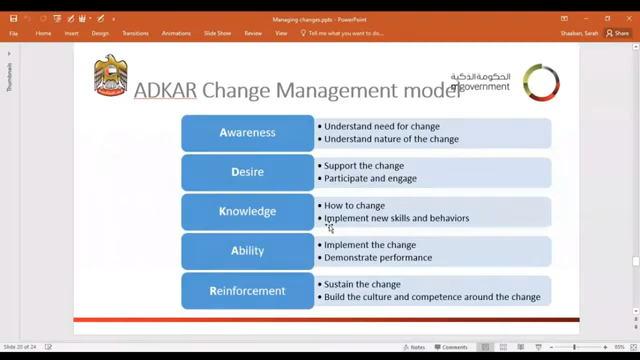 Managing changes.ppts - PowerPoint
Shaaban, Sarah
File
Home
Insert
Design
Transitions
Animations
Slide Show
Review
View
Tell me what you want to do...
Share
Thumbnails
ADKAR Change Management model
الحكومة الذكية
mgovernment
Awareness
• Understand need for change
• Understand nature of the change
Desire
• Support the change
• Participate and engage
Knowledge
• How to change
• Implement new skills and behaviors
Ability
• Implement the change
• Demonstrate performance
Reinforcement
• Sustain the change
• Build the culture and competence around the change
Slide 20 of 24
Notes
Comments